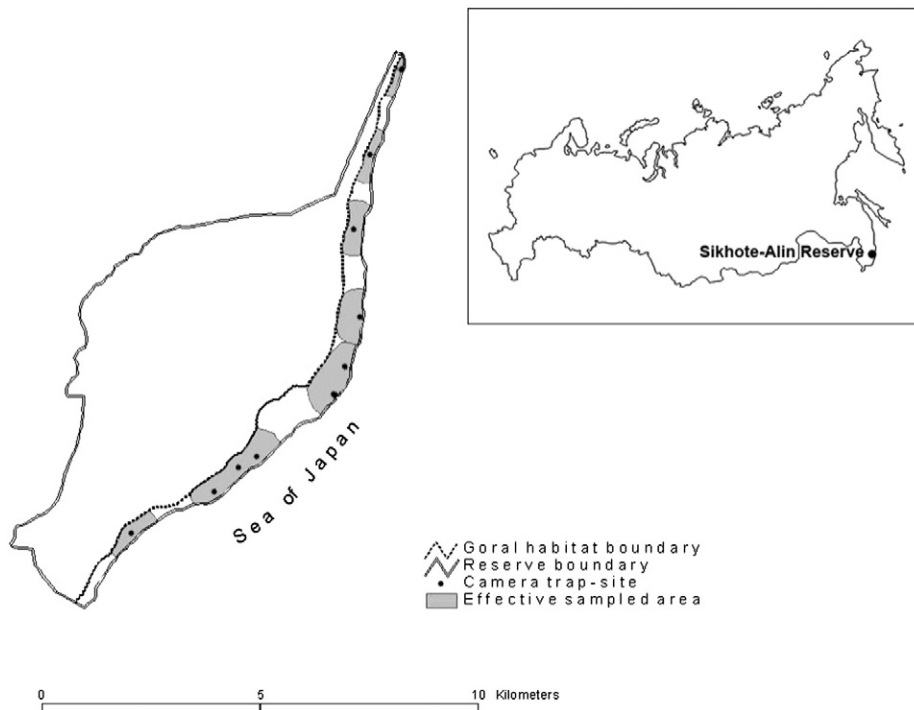 Sikhote-Alin Reserve
Sea of Japan
Goral habitat boundary
Reserve boundary
Camera trap-site
Effective sampled area
0 5 10 Kilometers